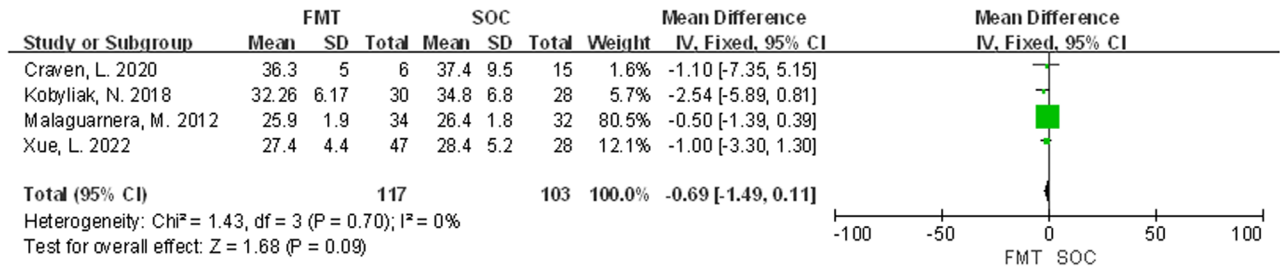 FMT SOC Mean Difference Mean Difference
Study or Subgroup Mean SD Total Mean SD Total Weight IV, Fixed, 95% CI IV, Fixed, 95% CI
Craven, L. 2020 36.3 5 6 37.4 9.5 15 1.6% -1.10 [-7.35, 5.15]
Kobyliak, N. 2018 32.26 6.17 30 34.8 6.8 28 5.7% -2.54 [-5.89, 0.81]
Malaguarnera, M. 2012 25.9 1.9 34 26.4 1.8 32 80.5% -0.50 [-1.39, 0.39]
Xue, L. 2022 27.4 4.4 47 28.4 5.2 28 12.1% -1.00 [-3.30, 1.30]
Total (95% CI) 117 103 100.0% -0.69 [-1.49, 0.11]
Heterogeneity: Chi² = 1.43, df = 3 (P = 0.70); I² = 0%
Test for overall effect: Z = 1.68 (P = 0.09)
-100 -50 0 50 100
FMT SOC